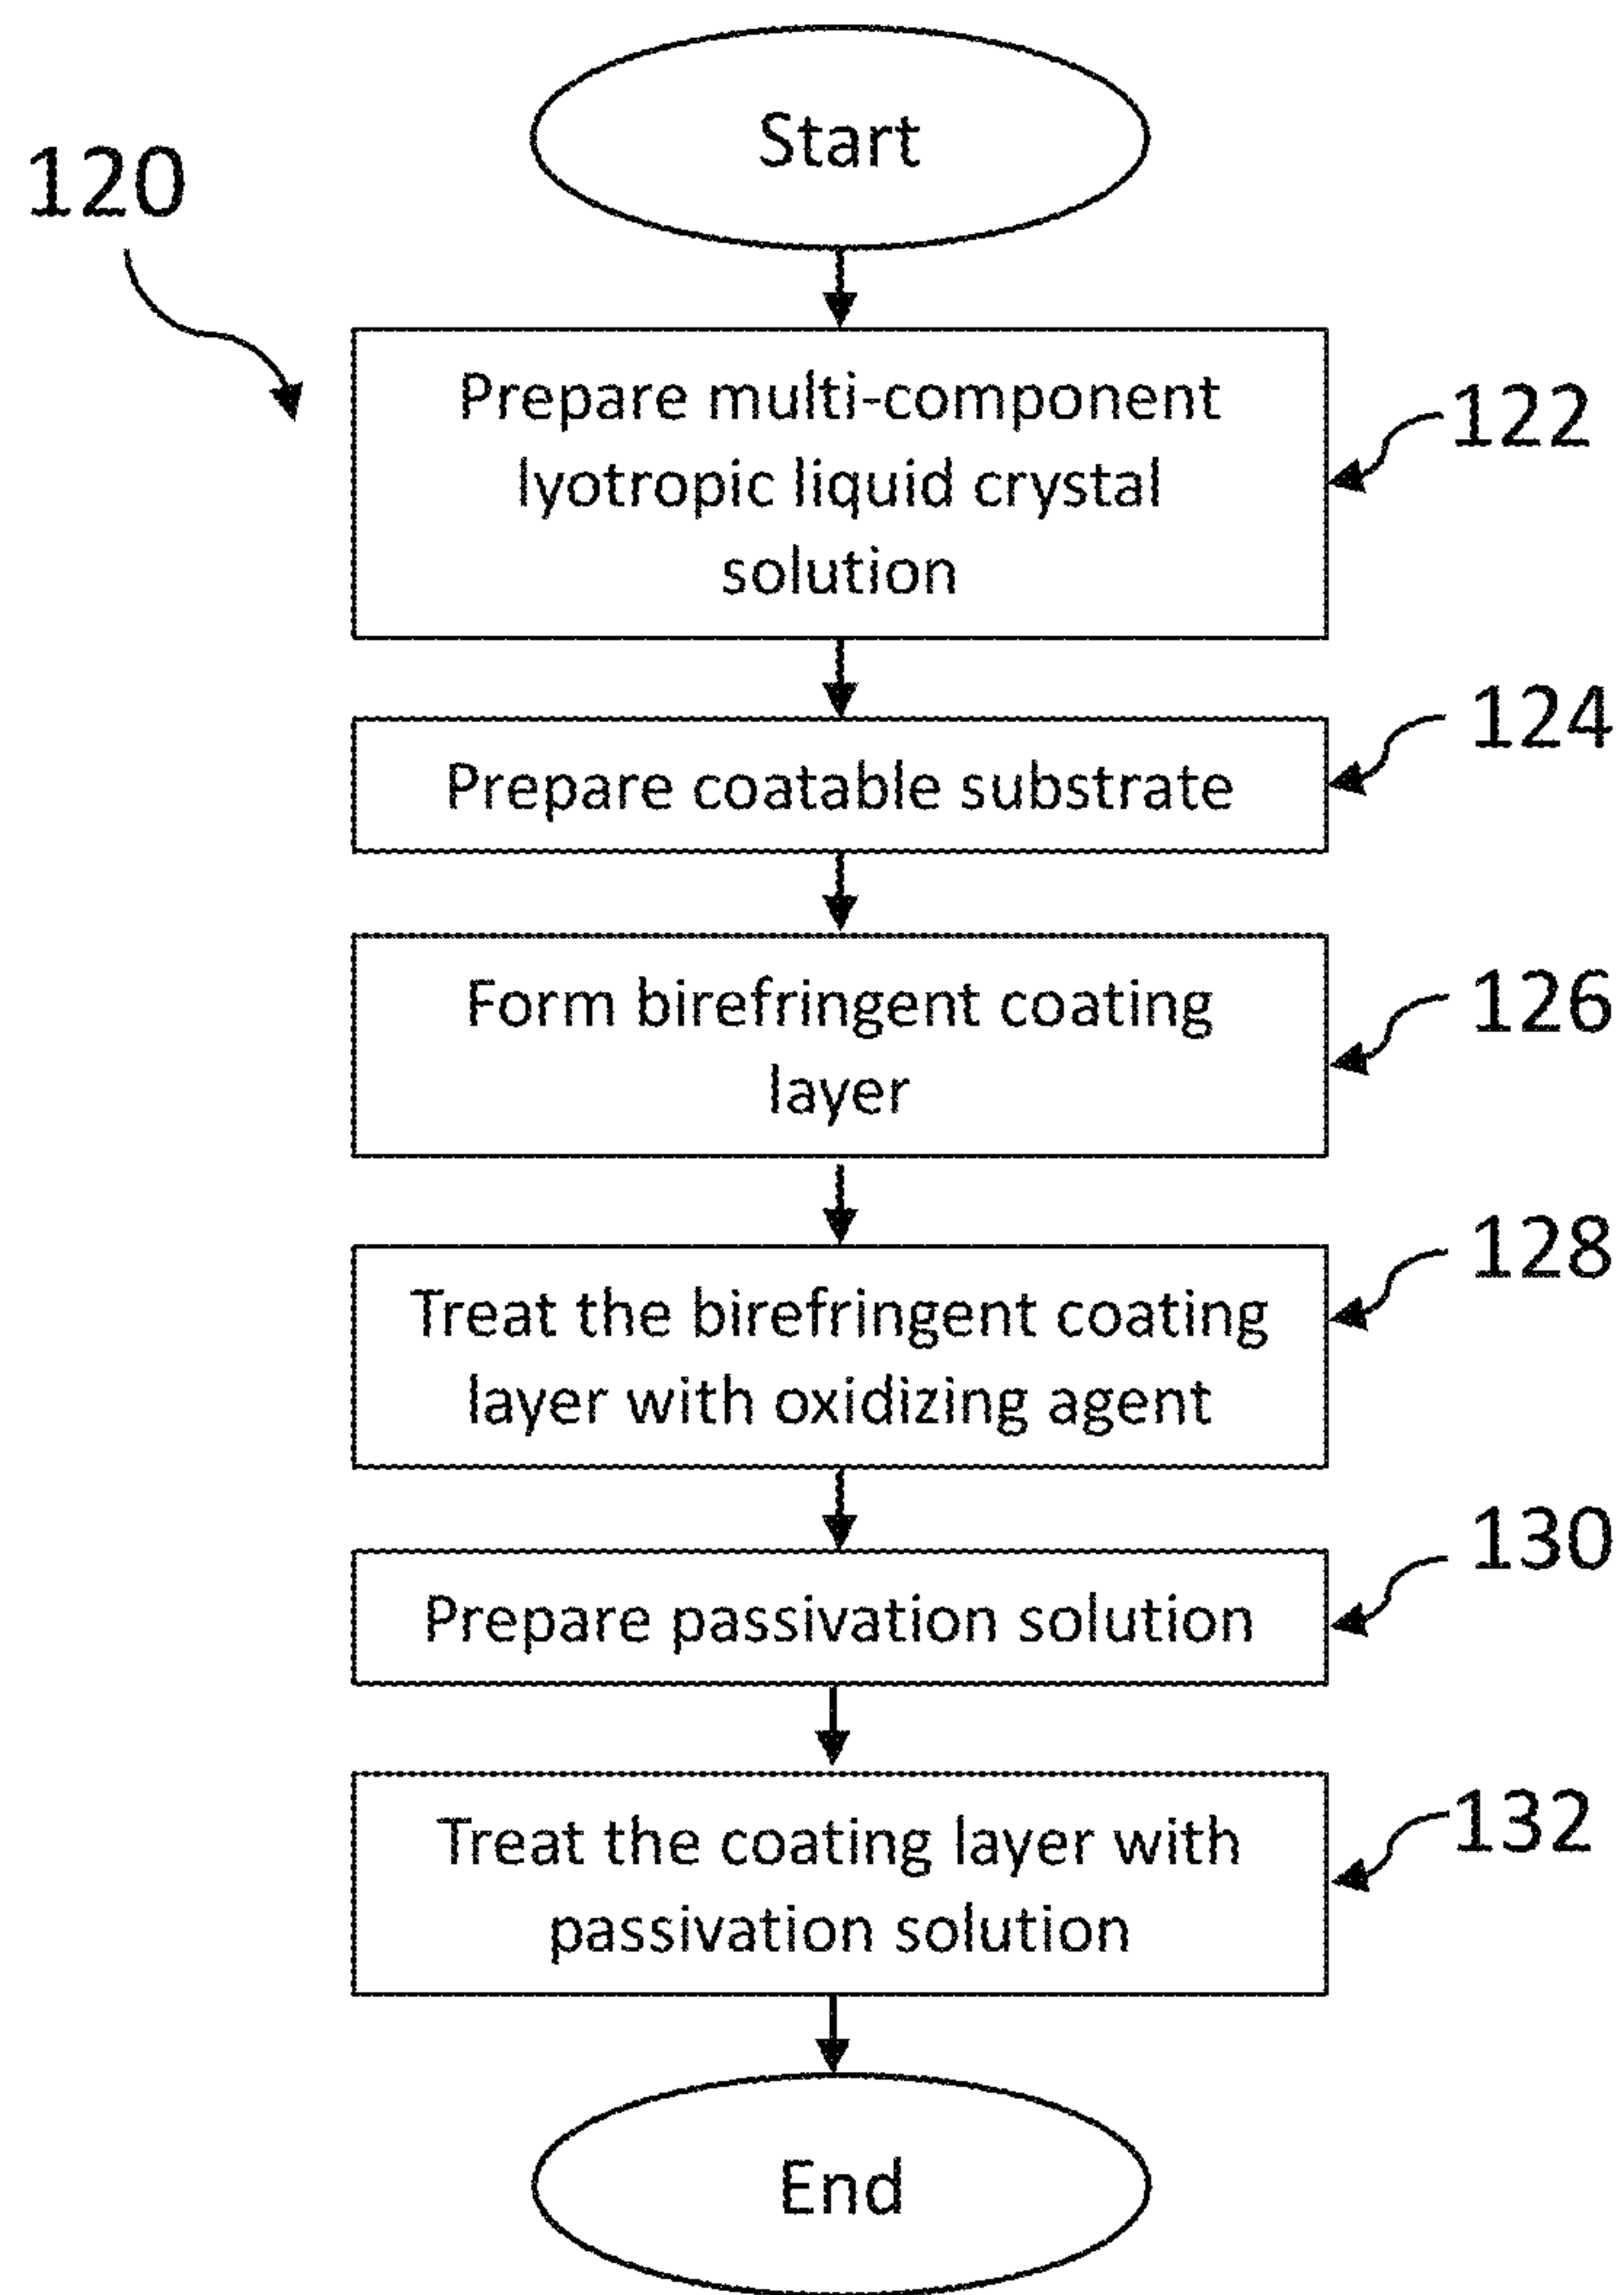 Start
120
Prepare multi-component
lyotropic liquid crystal
solution
122
Prepare coatable substrate
124
Form birefringent coating
layer
126
Treat the birefringent coating
layer with oxidizing agent
128
Prepare passivation solution
130
Treat the coating layer with
passivation solution
132
End